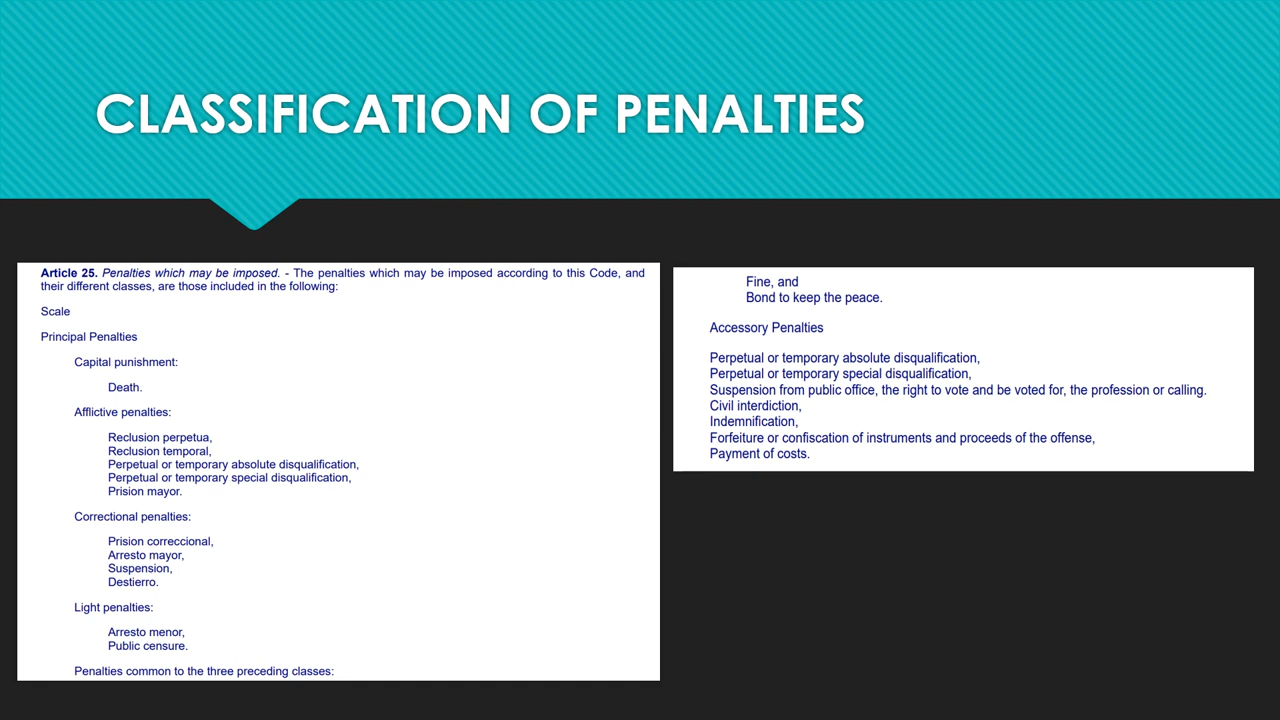 CLASSIFICATION OF PENALTIES
Article 25. Penalties which may be imposed. - The penalties which may be imposed according to this Code, and
their different classes, are those included in the following:
Scale
Principal Penalties
Capital punishment:
Death.
Afflictive penalties:
Reclusion perpetua,
Reclusion temporal,
Perpetual or temporary absolute disqualification,
Perpetual or temporary special disqualification,
Prision mayor.
Correctional penalties:
Prision correccional,
Arresto mayor,
Suspension,
Destierro.
Light penalties:
Arresto menor,
Public censure.
Penalties common to the three preceding classes:
Fine, and
Bond to keep the peace.
Accessory Penalties
Perpetual or temporary absolute disqualification,
Perpetual or temporary special disqualification,
Suspension from public office, the right to vote and be voted for, the profession or calling.
Civil interdiction,
Indemnification,
Forfeiture or confiscation of instruments and proceeds of the offense,
Payment of costs.